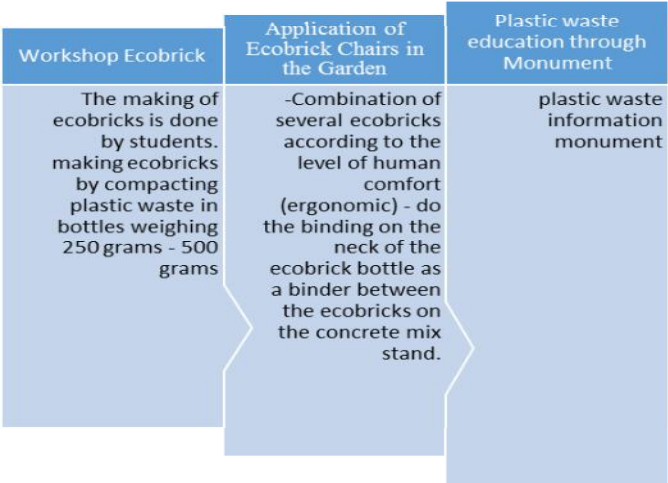 Workshop Ecobrick
The making of
ecobricks is done
by students.
making ecobricks
by compacting
plastic waste in
bottles weighing
250 grams - 500
grams
Application of
Ecobrick Chairs in
the Garden
-Combination of
several ecobricks
according to the
level of human
comfort
(ergonomic) - do
the binding on the
neck of the
ecobrick bottle as
a binder between
the ecobricks on
the concrete mix
stand.
Plastic waste
education through
Monument
plastic waste
information
monument